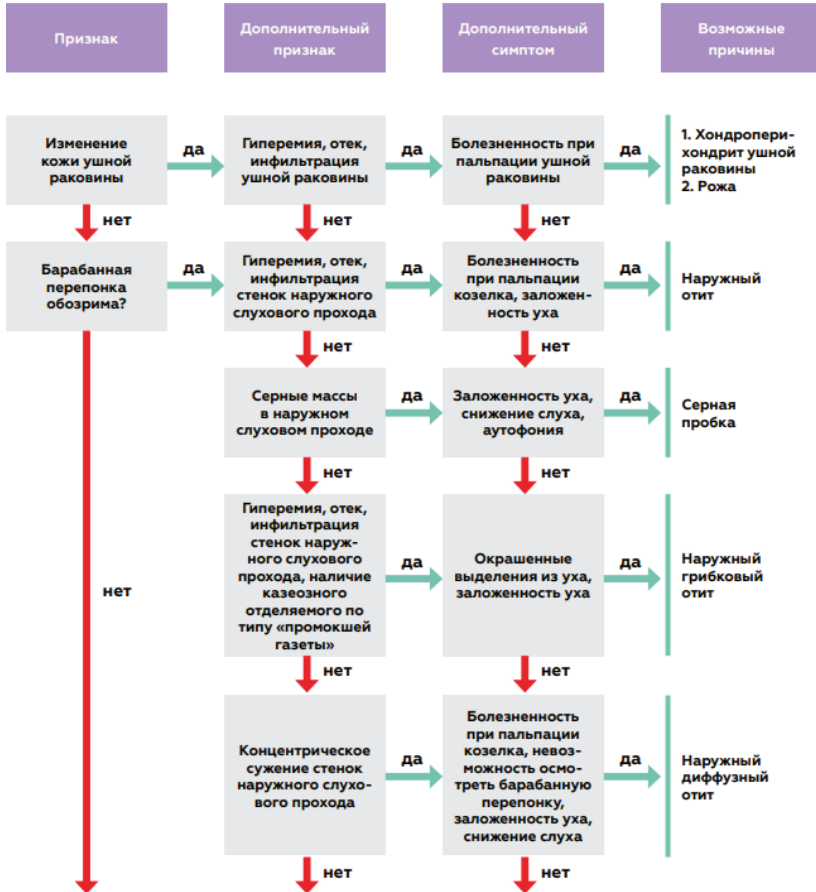 Признак
Дополнительный
признак
Дополнительный
симптом
Возможные
причины
Изменение
кожи ушной
раковины
да
Гиперемия, отек,
инфильтрация
ушной раковины
да
Болезненность при
пальпации ушной
раковины
да
1. Хондропери-
хондрит ушной
раковины
2. Рожа
нет
нет
нет
Барабанная
перепонка
обозрима?
да
Гиперемия, отек,
инфильтрация
стенок наружного
слухового прохода
да
Болезненность
при пальпации
козелка, заложен-
ность уха
да
Наружный
отит
нет
нет
Серные массы
в наружном
слуховом проходе
да
Заложенность уха,
снижение слуха,
аутофония
да
Серная
пробка
нет
нет
нет
Гиперемия, отек,
инфильтрация
стенок наруж-
ного слухового
прохода, наличие
казеозного
отделяемого по
типу «промокшей
газеты»
да
Окрашенные
выделения из уха,
заложенность уха
да
Наружный
грибковый
отит
нет
нет
Концентрическое
сужение стенок
наружного слухо-
вого прохода
да
Болезненность
при пальпации
козелка, невоз-
можность осмо-
треть барабанную
перепонку,
заложенность уха,
снижение слуха
да
Наружный
диффузный
отит
нет
нет